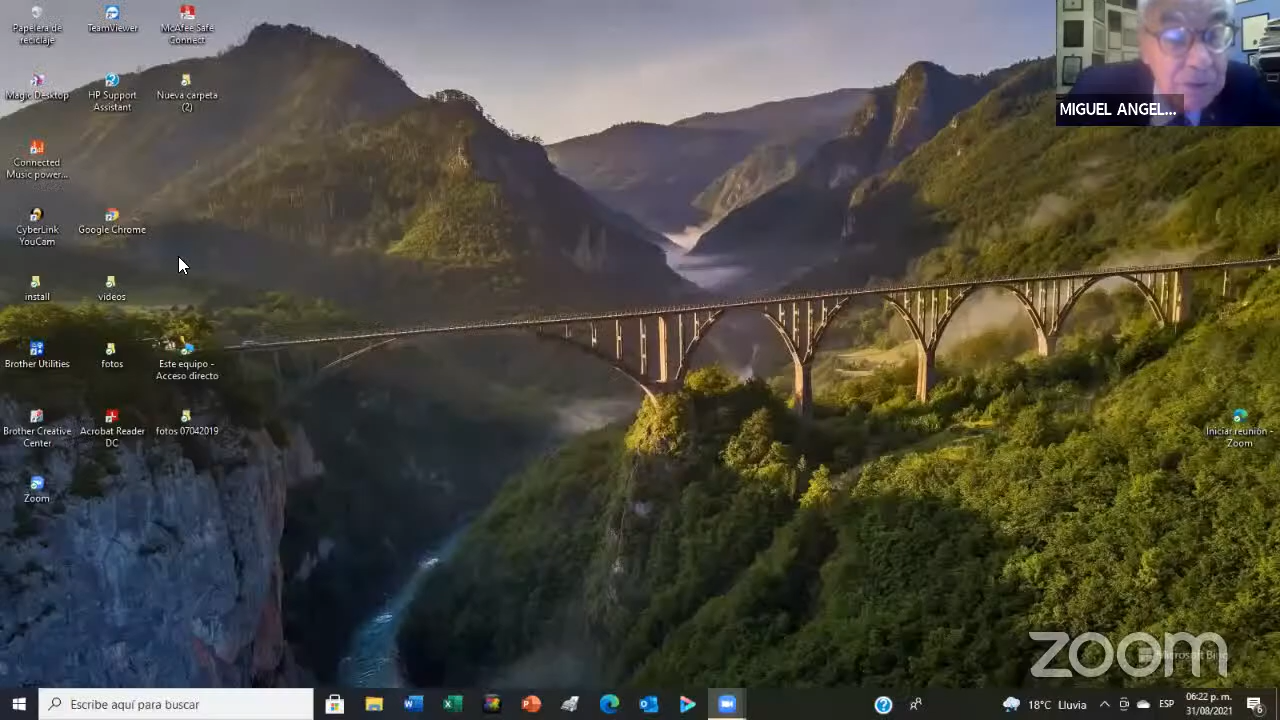 Papelera de
reciclaje
TeamViewer
McAfee Safe
Connect
MIGUEL ANGEL...
Magic Desktop
HP Support
Assistant
Nueva carpeta
(2)
Connected
Music power...
CyberLink
YouCam
Google Chrome
install
videos
Brother Utilities
fotos
Este equipo -
Acceso directo
Brother Creative
Center
Acrobat Reader
DC
fotos 07042019
Iniciar reunión -
Zoom
Zoom
zoom
Microsoft Bing
Escribe aquí para buscar
18°C Lluvia
ESP
06:22 p. m.
31/08/2021
6